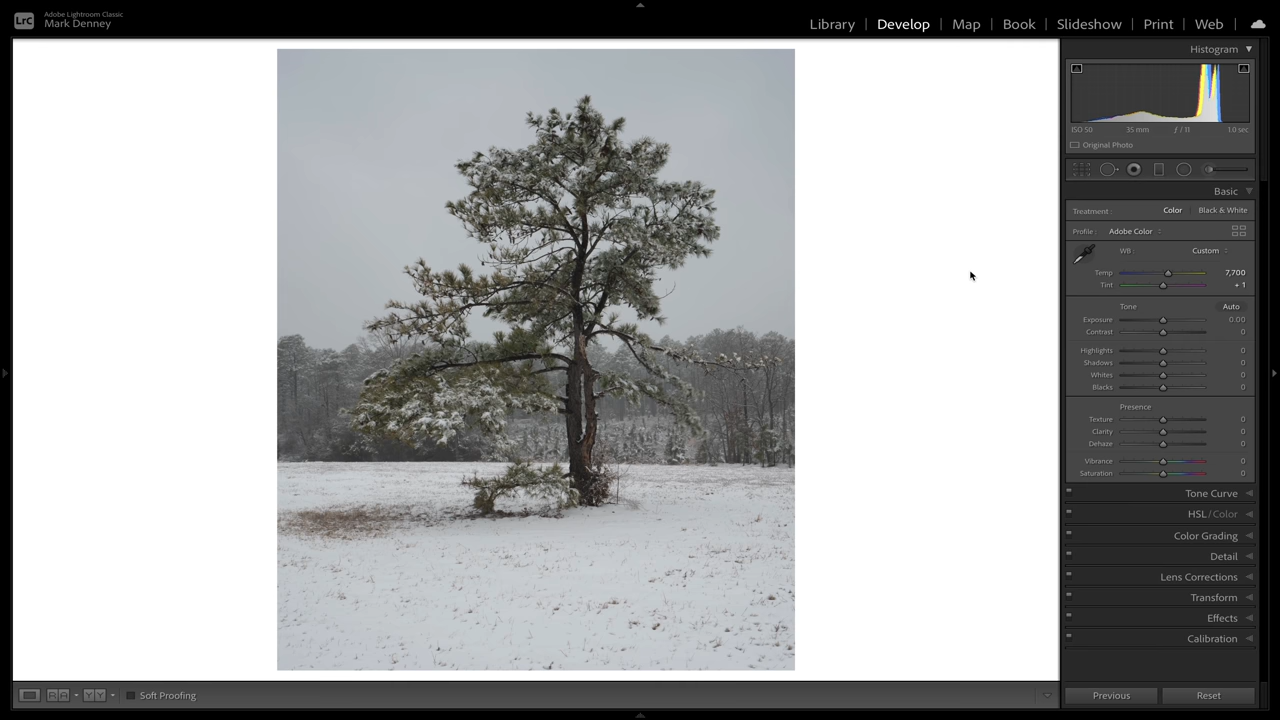 LrC
Adobe Lightroom Classic
Mark Denney
Library | Develop | Map | Book | Slideshow | Print | Web
Histogram
ISO 50 35 mm ƒ / 11 1.0 sec
Original Photo
Basic
Treatment : Color Black & White
Profile : Adobe Color
WB : Custom
Temp 7,700
Tint + 1
Tone Auto
Exposure 0.00
Contrast 0
Highlights 0
Shadows 0
Whites 0
Blacks 0
Presence
Texture 0
Clarity 0
Dehaze 0
Vibrance 0
Saturation 0
Tone Curve
HSL / Color
Color Grading
Detail
Lens Corrections
Transform
Effects
Calibration
RA YY Soft Proofing
Previous Reset